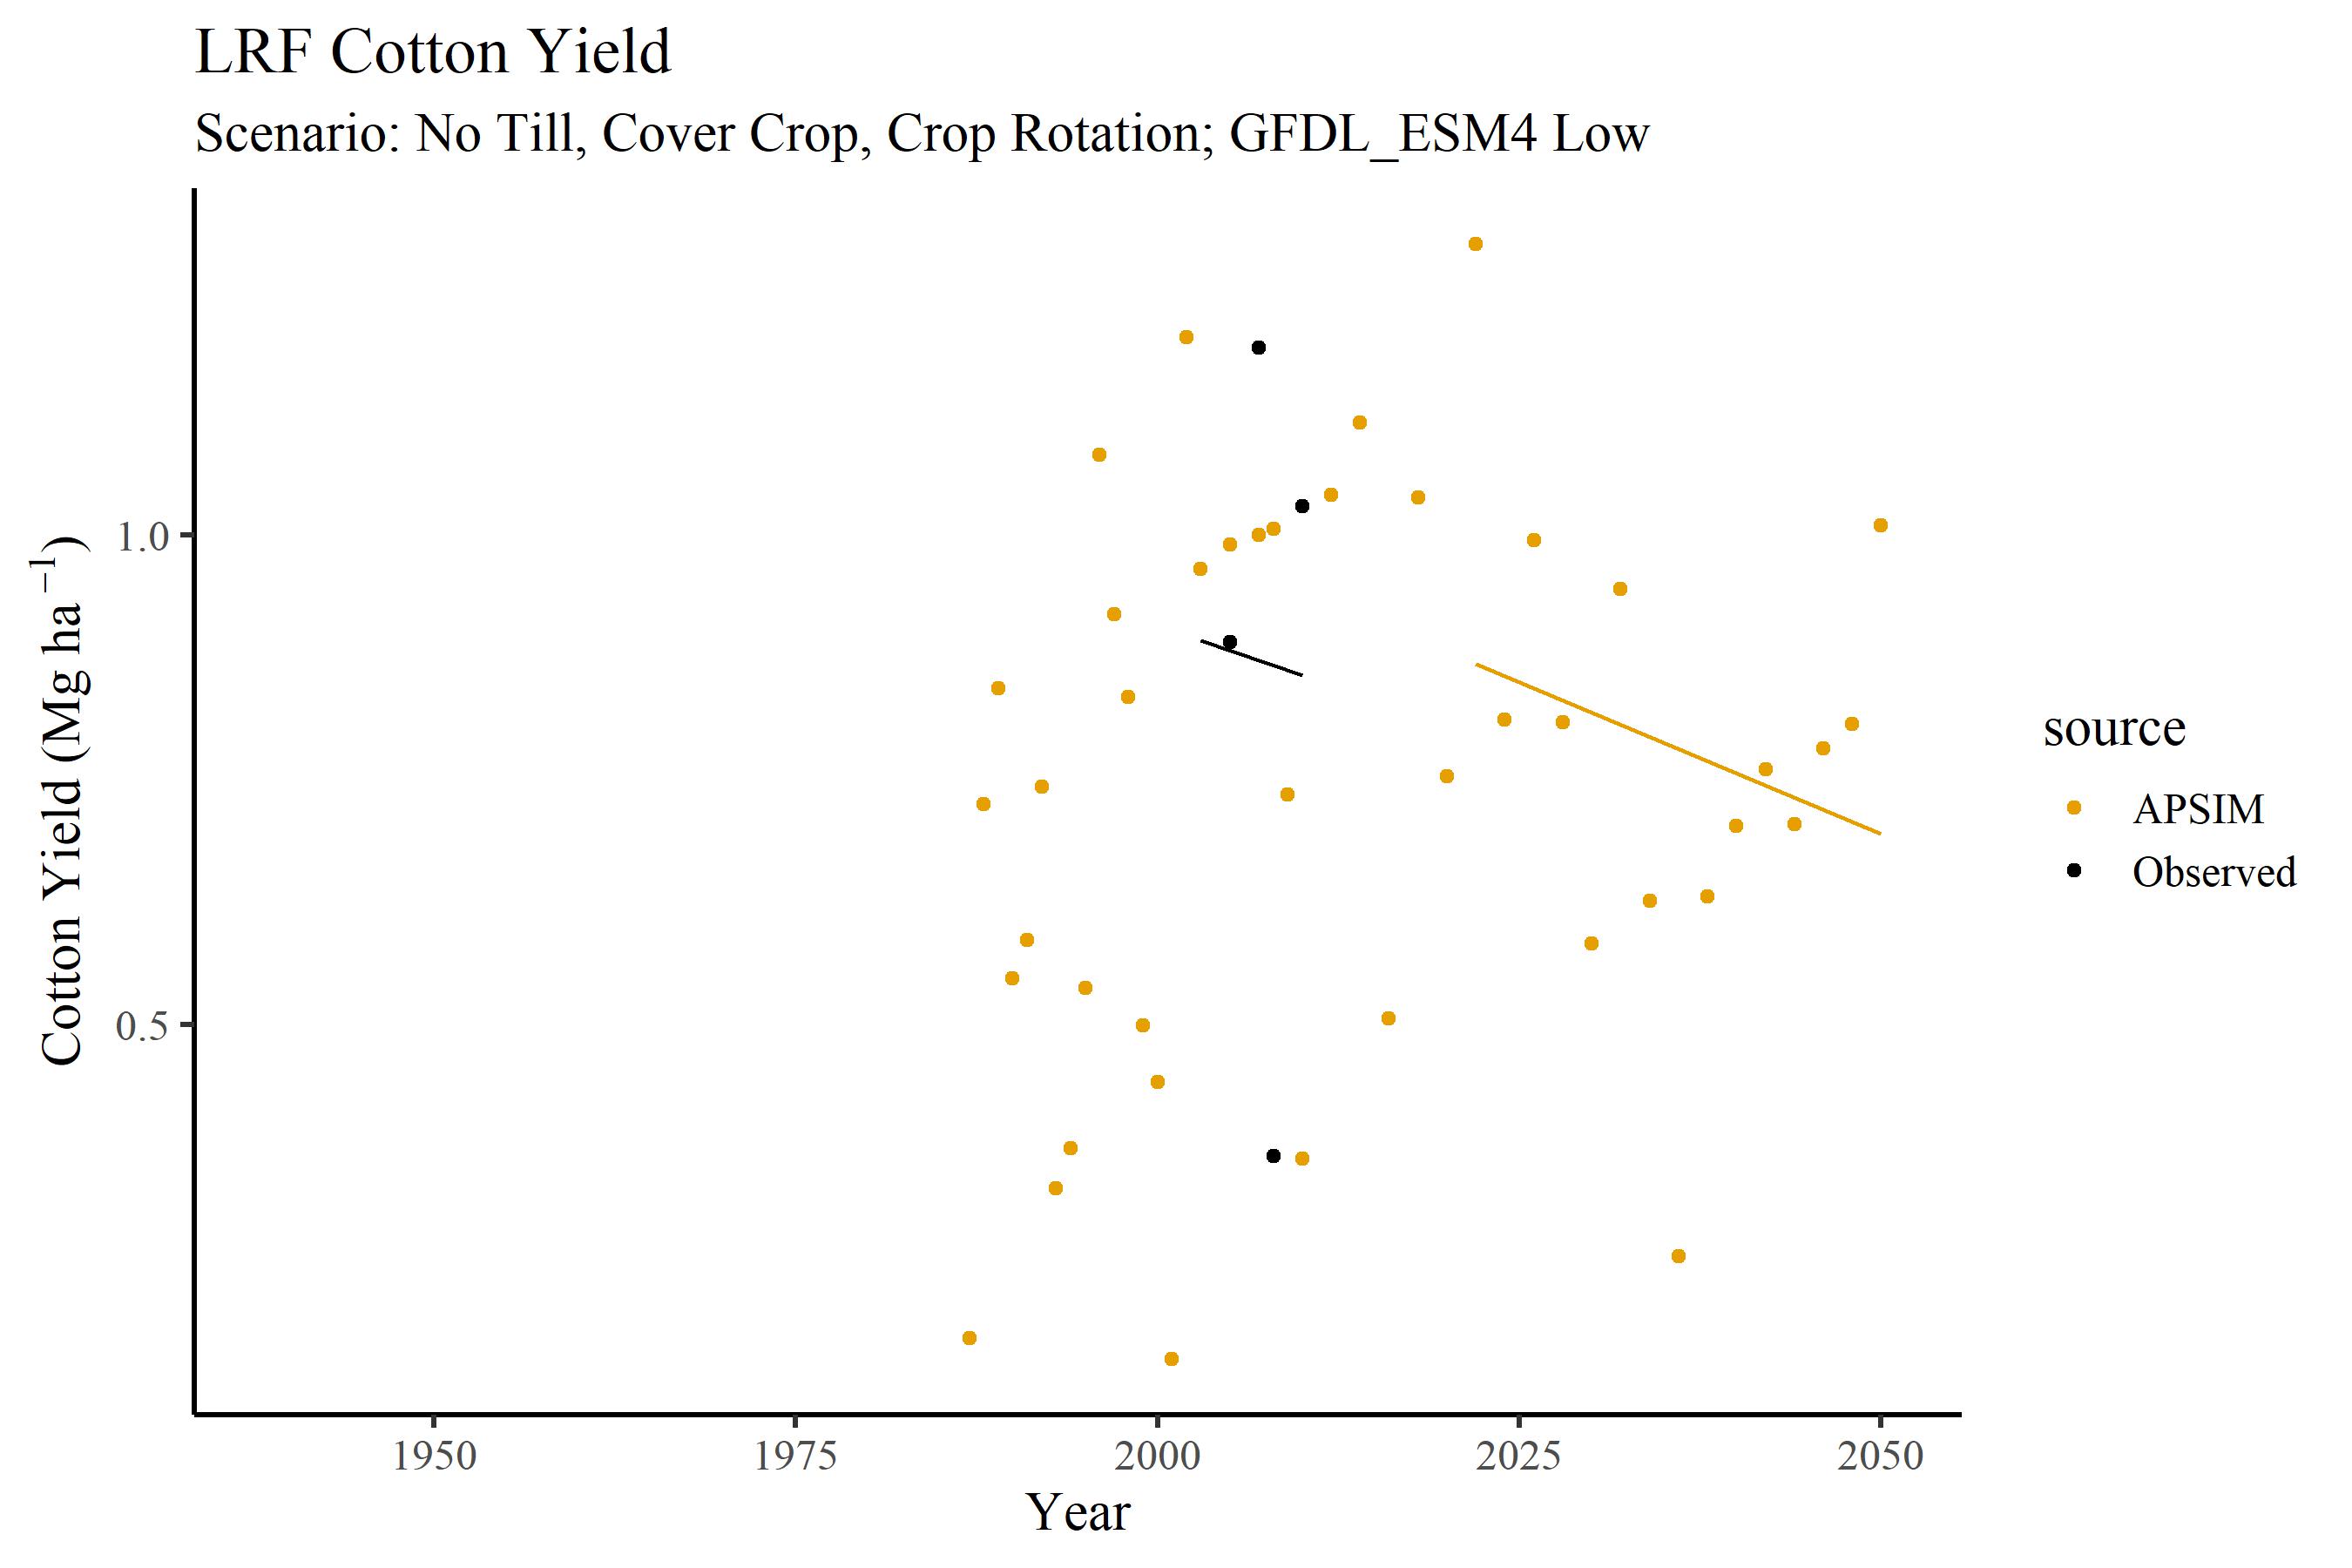 LRF Cotton Yield
Scenario: No Till, Cover Crop, Crop Rotation; GFDL_ESM4 Low
Cotton Yield (Mg ha⁻¹)
1.0
0.5
1950 1975 2000 2025 2050
Year
source
APSIM
Observed